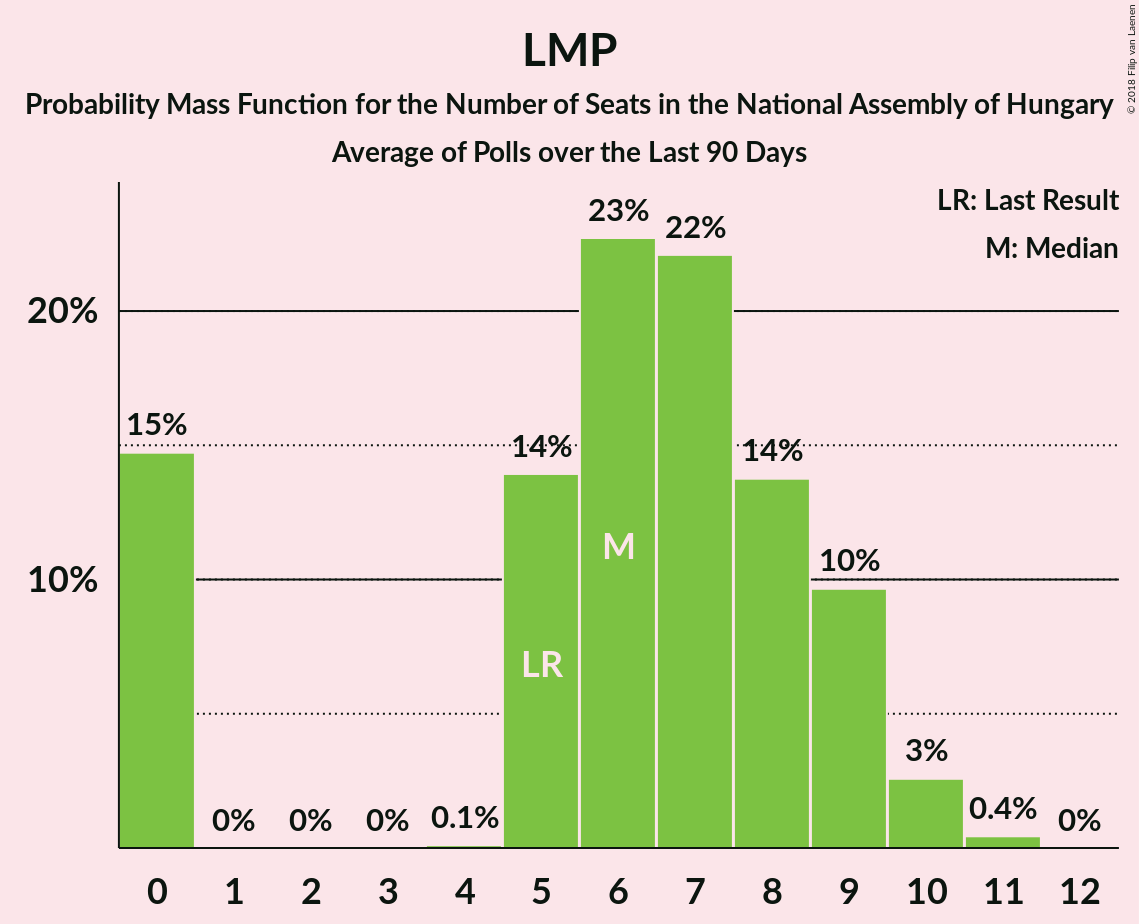 LMP
Probability Mass Function for the Number of Seats in the National Assembly of Hungary
Average of Polls over the Last 90 Days
© 2018 Filip van Laenen
LR: Last Result
M: Median
23%
22%
20%
15%
14%
14%
M
10%
10%
LR
3%
0%
0%
0%
0.1%
0.4%
0%
0 1 2 3 4 5 6 7 8 9 10 11 12